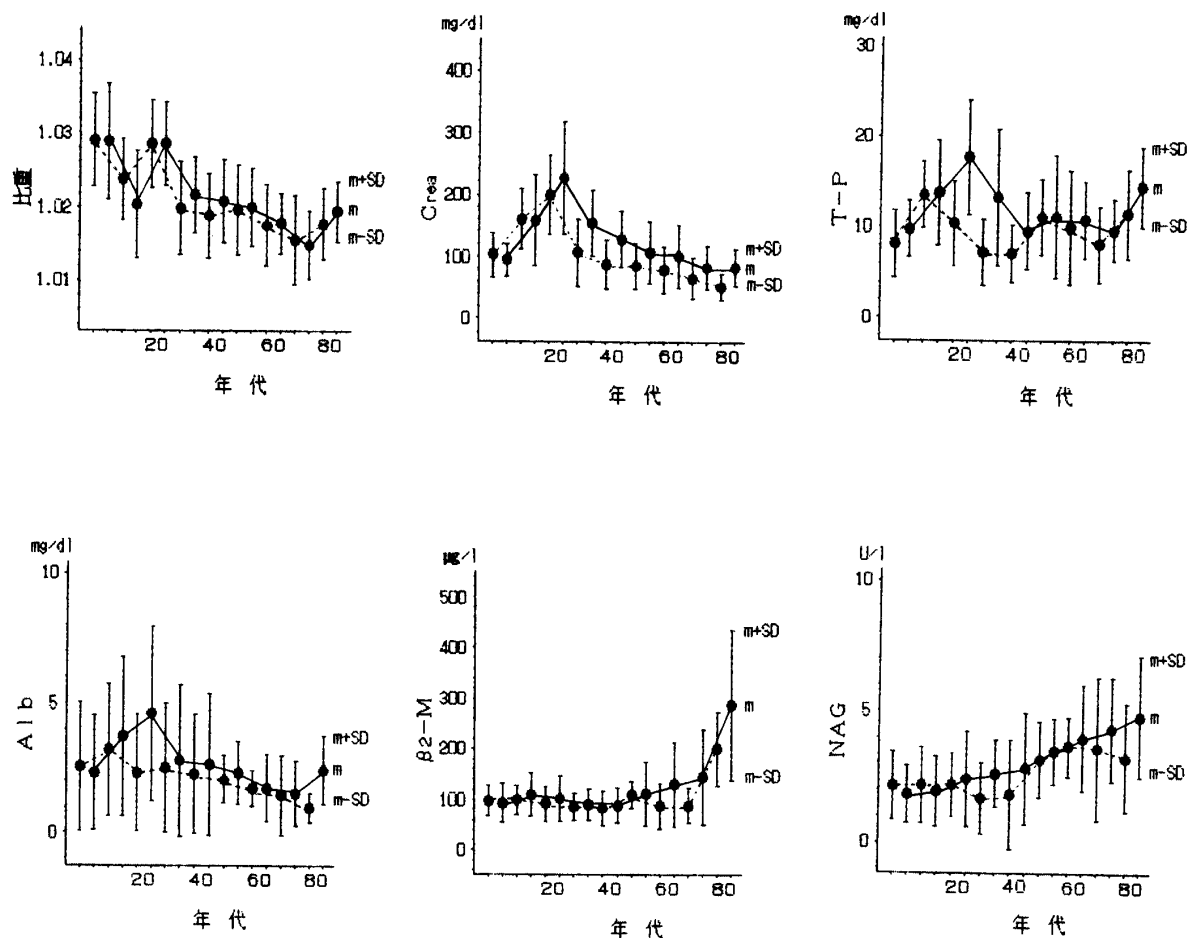 1.04
1.03
1.02
1.01
比重
m+SD
m
m-SD
20 40 60 80
年 代
mg/dl
400
300
200
100
0
Crea
m+SD
m
m-SD
20 40 60 80
年 代
mg/dl
30
20
10
0
T-P
m+SD
m
m-SD
20 40 60 80
年 代
mg/dl
10
5
0
Alb
m+SD
m
m-SD
20 40 60 80
年 代
500
400
300
200
100
0
β2-M
m+SD
m
m-SD
20 40 60 80
年 代
U/l
10
5
0
NAG
m+SD
m
m-SD
20 40 60 80
年 代